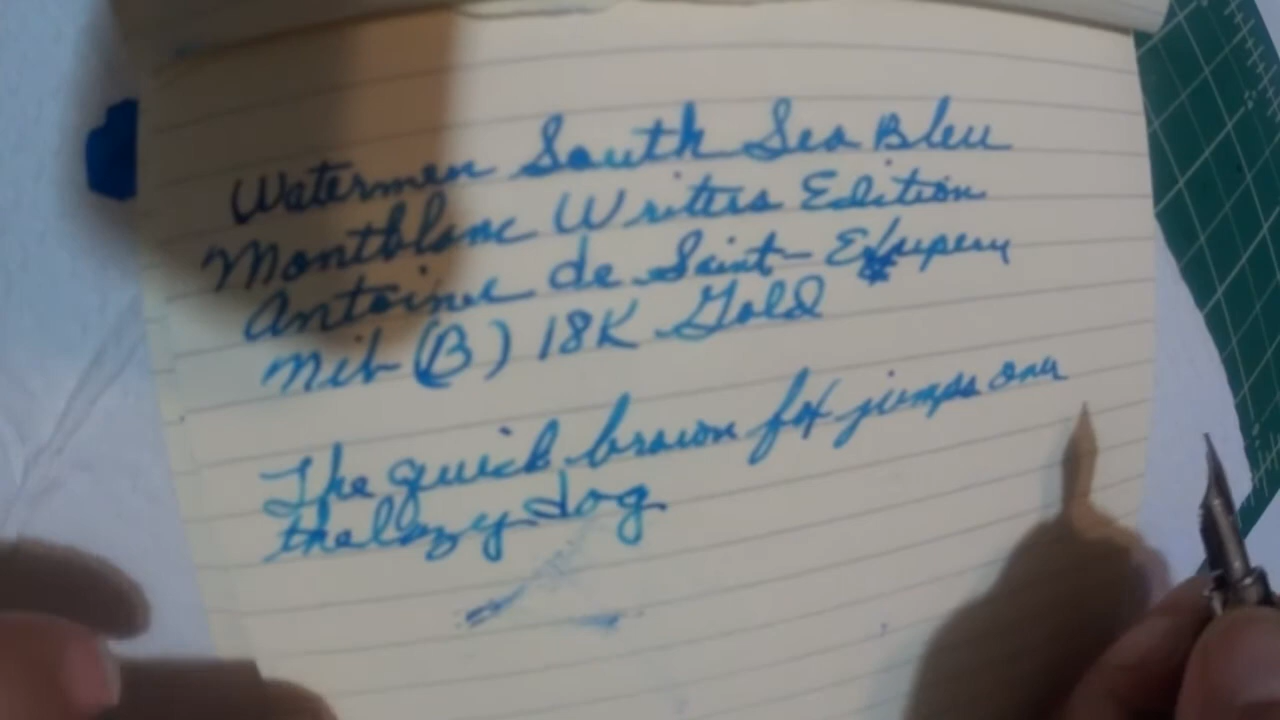 Watermen South Sea Bleu
Montblanc Writers Edition
Antoine de Saint-Exupery
Nib (B) 18K Gold
The quick brown fox jumps over
the lazy dog